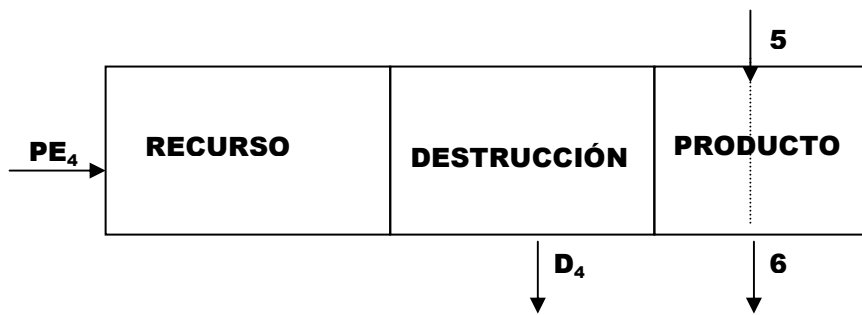 5
PE₄
RECURSO
DESTRUCCIÓN
PRODUCTO
D₄
6